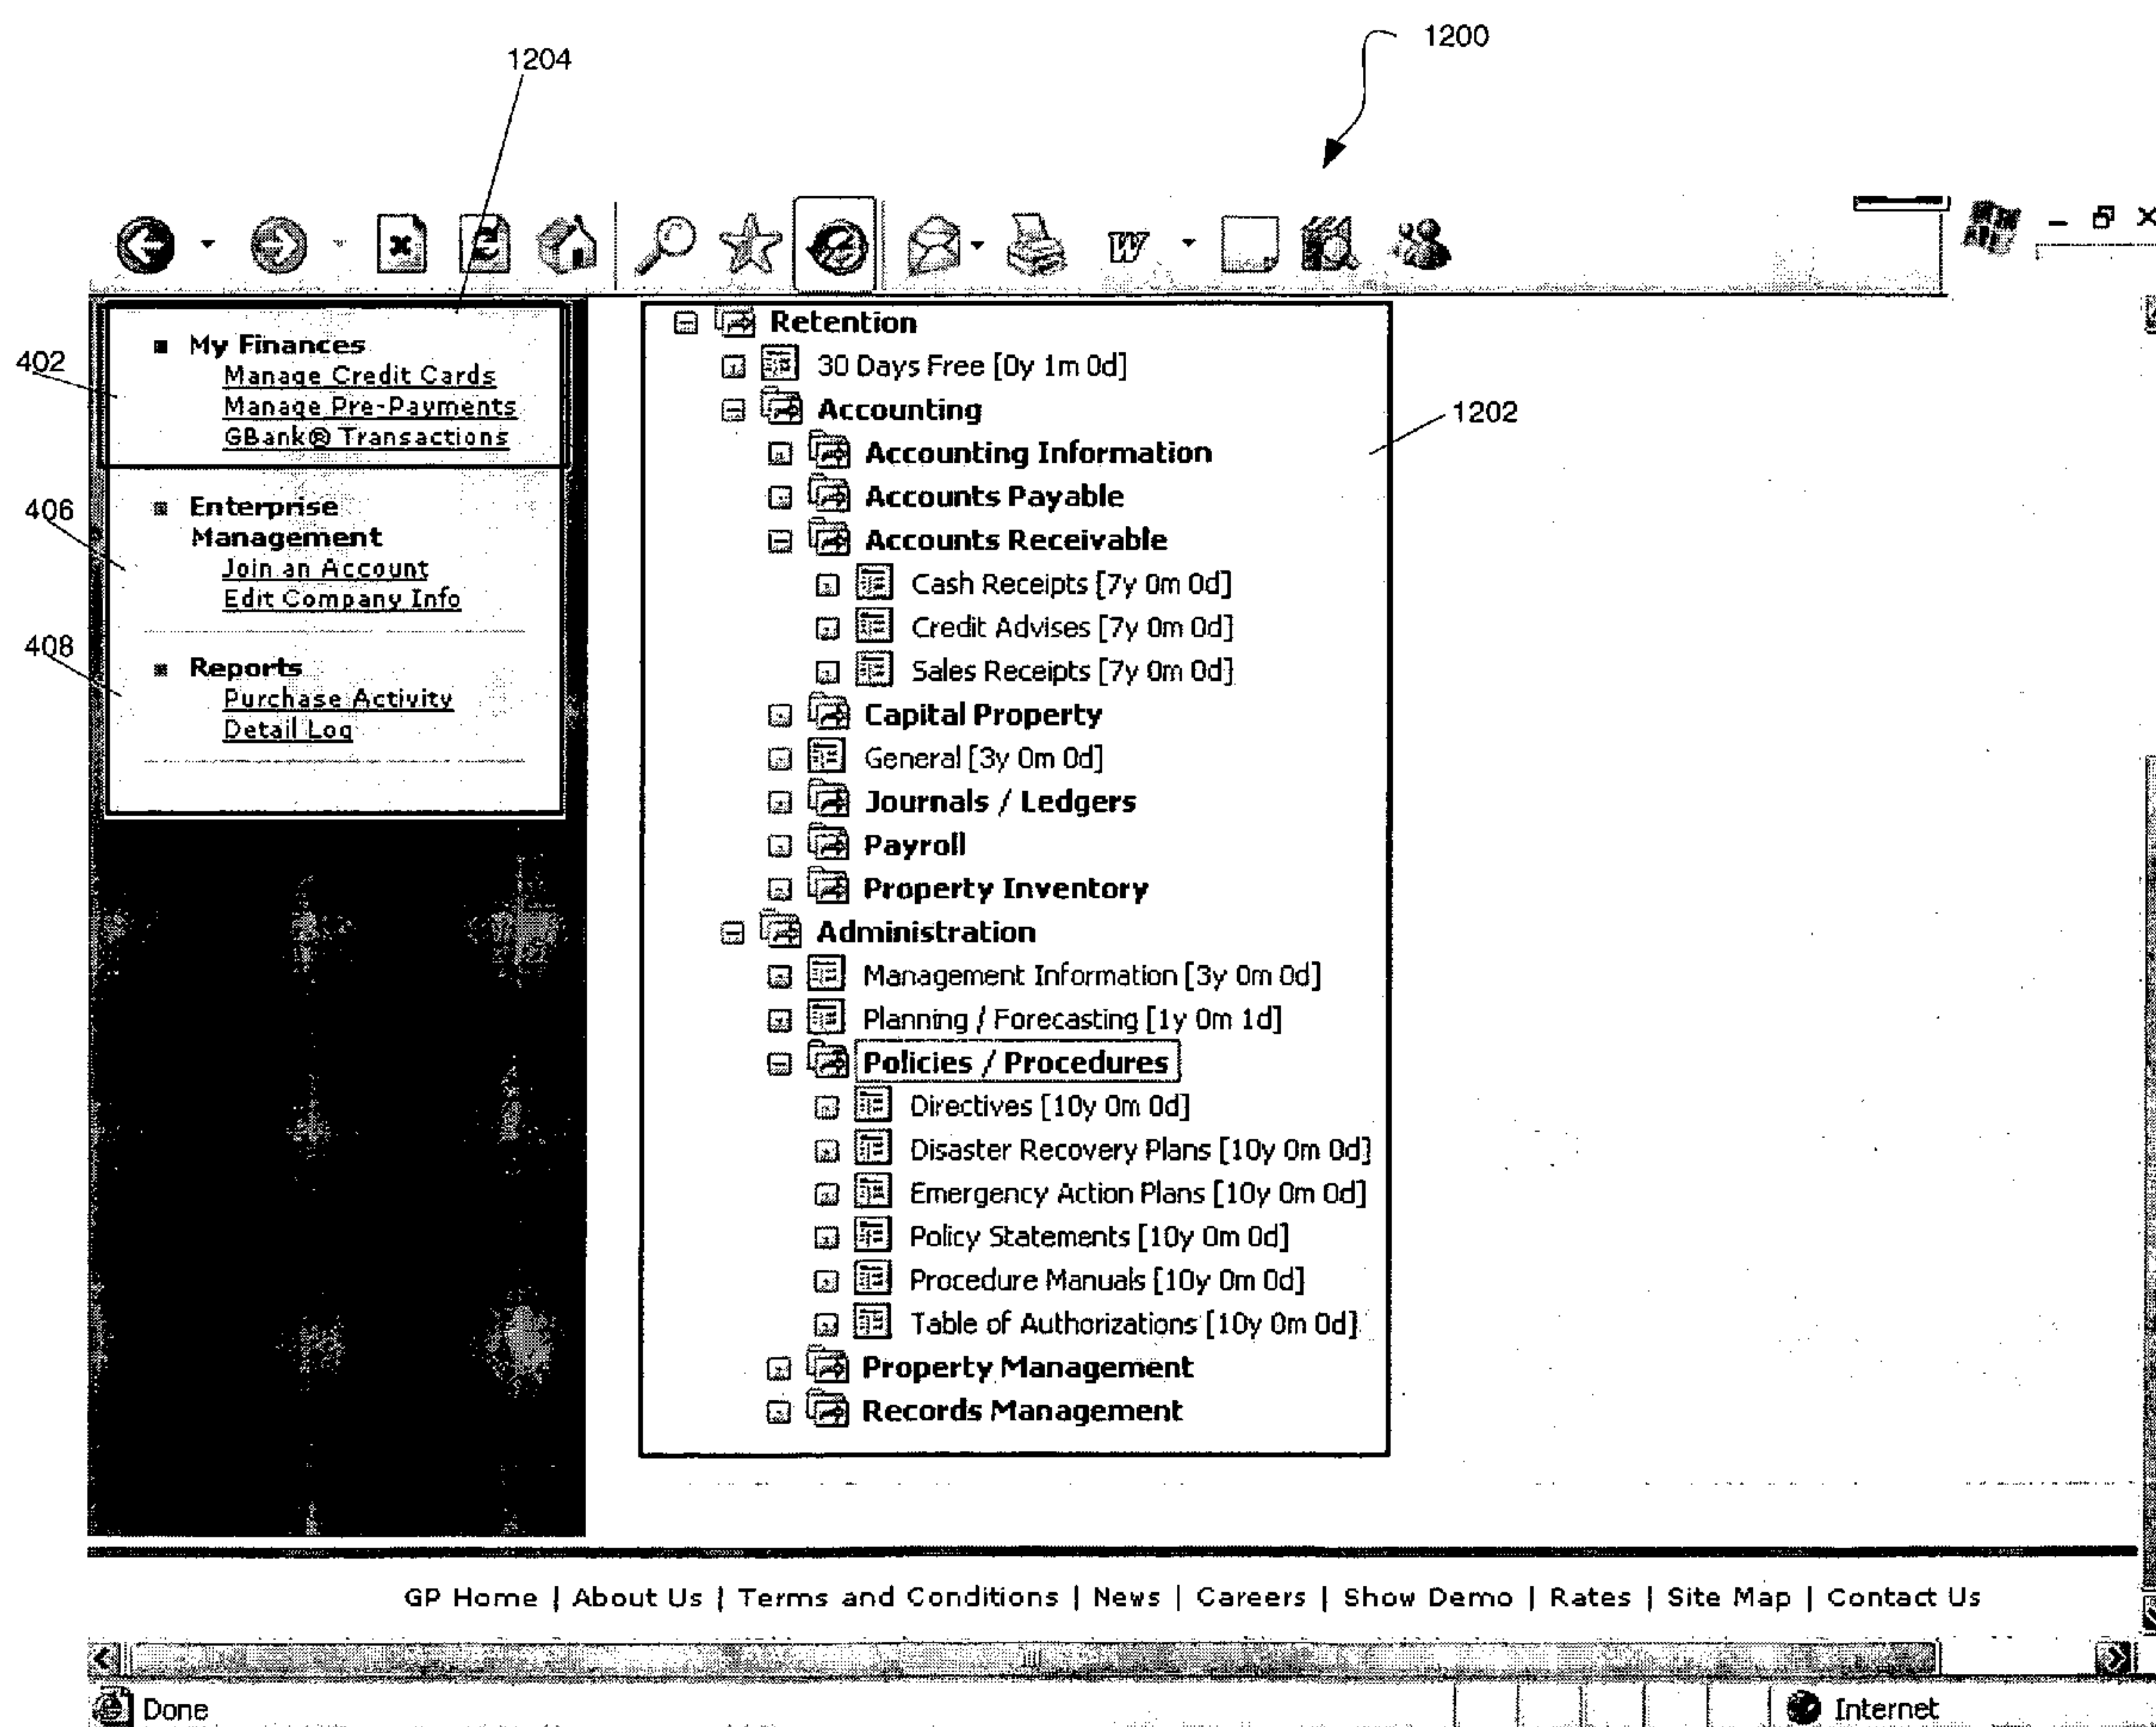 1204
1200
W
My Finances
402
Manage Credit Cards
Manage Pre-Payments
GBank® Transactions
406
Enterprise
Management
Join an Account
Edit Company Info
408
Reports
Purchase Activity
Detail Log
Retention
30 Days Free [0y 1m 0d]
Accounting
1202
Accounting Information
Accounts Payable
Accounts Receivable
Cash Receipts [7y 0m 0d]
Credit Advises [7y 0m 0d]
Sales Receipts [7y 0m 0d]
Capital Property
General [3y 0m 0d]
Journals / Ledgers
Payroll
Property Inventory
Administration
Management Information [3y 0m 0d]
Planning / Forecasting [1y 0m 1d]
Policies / Procedures
Directives [10y 0m 0d]
Disaster Recovery Plans [10y 0m 0d]
Emergency Action Plans [10y 0m 0d]
Policy Statements [10y 0m 0d]
Procedure Manuals [10y 0m 0d]
Table of Authorizations [10y 0m 0d]
Property Management
Records Management
GP Home | About Us | Terms and Conditions | News | Careers | Show Demo | Rates | Site Map | Contact Us
Done
Internet